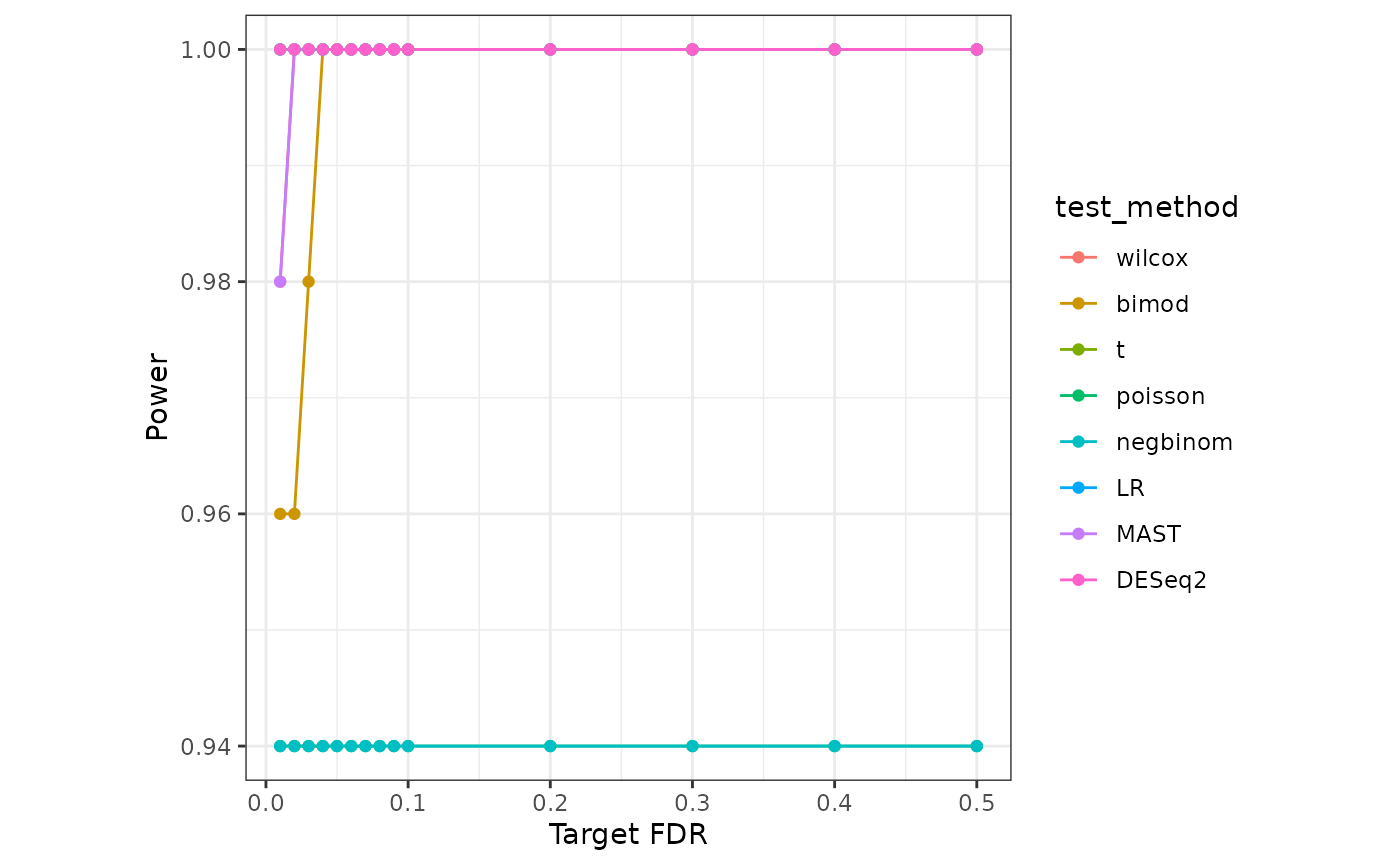 1.00
0.98
0.96
0.94
Power
0.0 0.1 0.2 0.3 0.4 0.5
Target FDR
test_method
wilcox
bimod
t
poisson
negbinom
LR
MAST
DESeq2